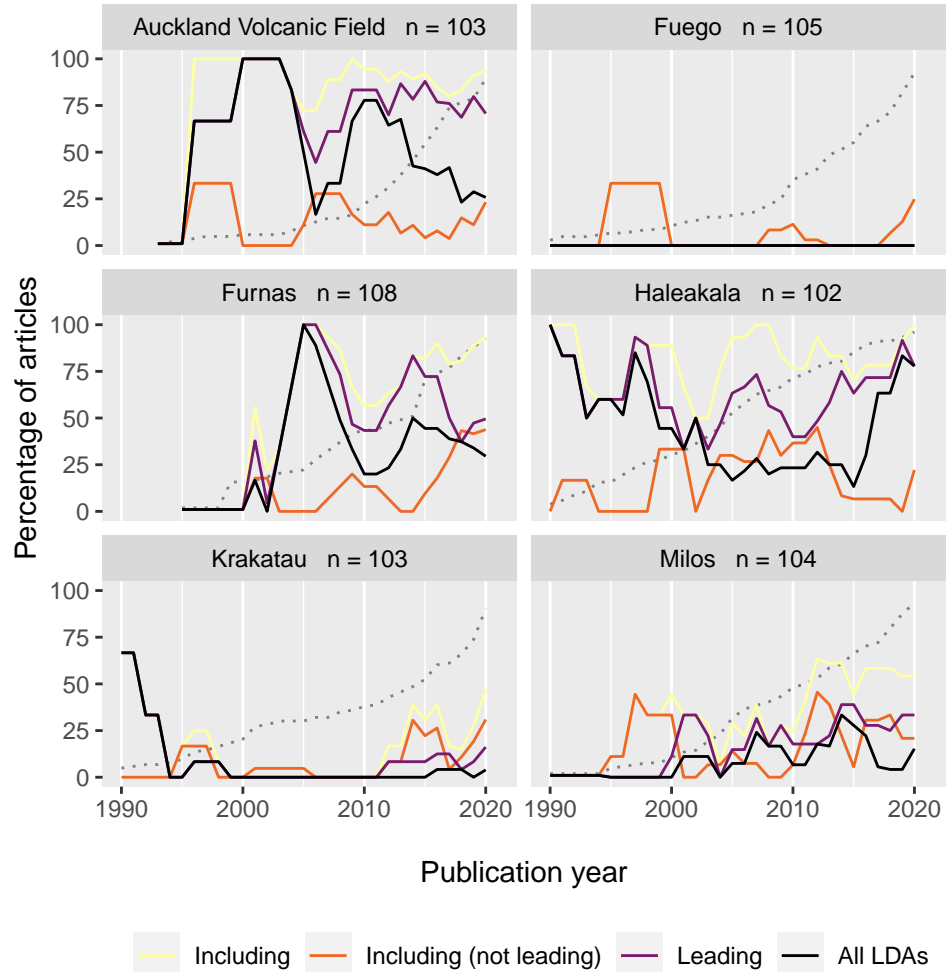 Auckland Volcanic Field n = 103
Fuego n = 105
100
75
50
25
0
Furnas n = 108
Haleakala n = 102
100
75
50
25
0
Krakatau n = 103
Milos n = 104
100
75
50
25
0
1990 2000 2010 2020
1990 2000 2010 2020
Percentage of articles
Publication year
Including Including (not leading) Leading All LDAs